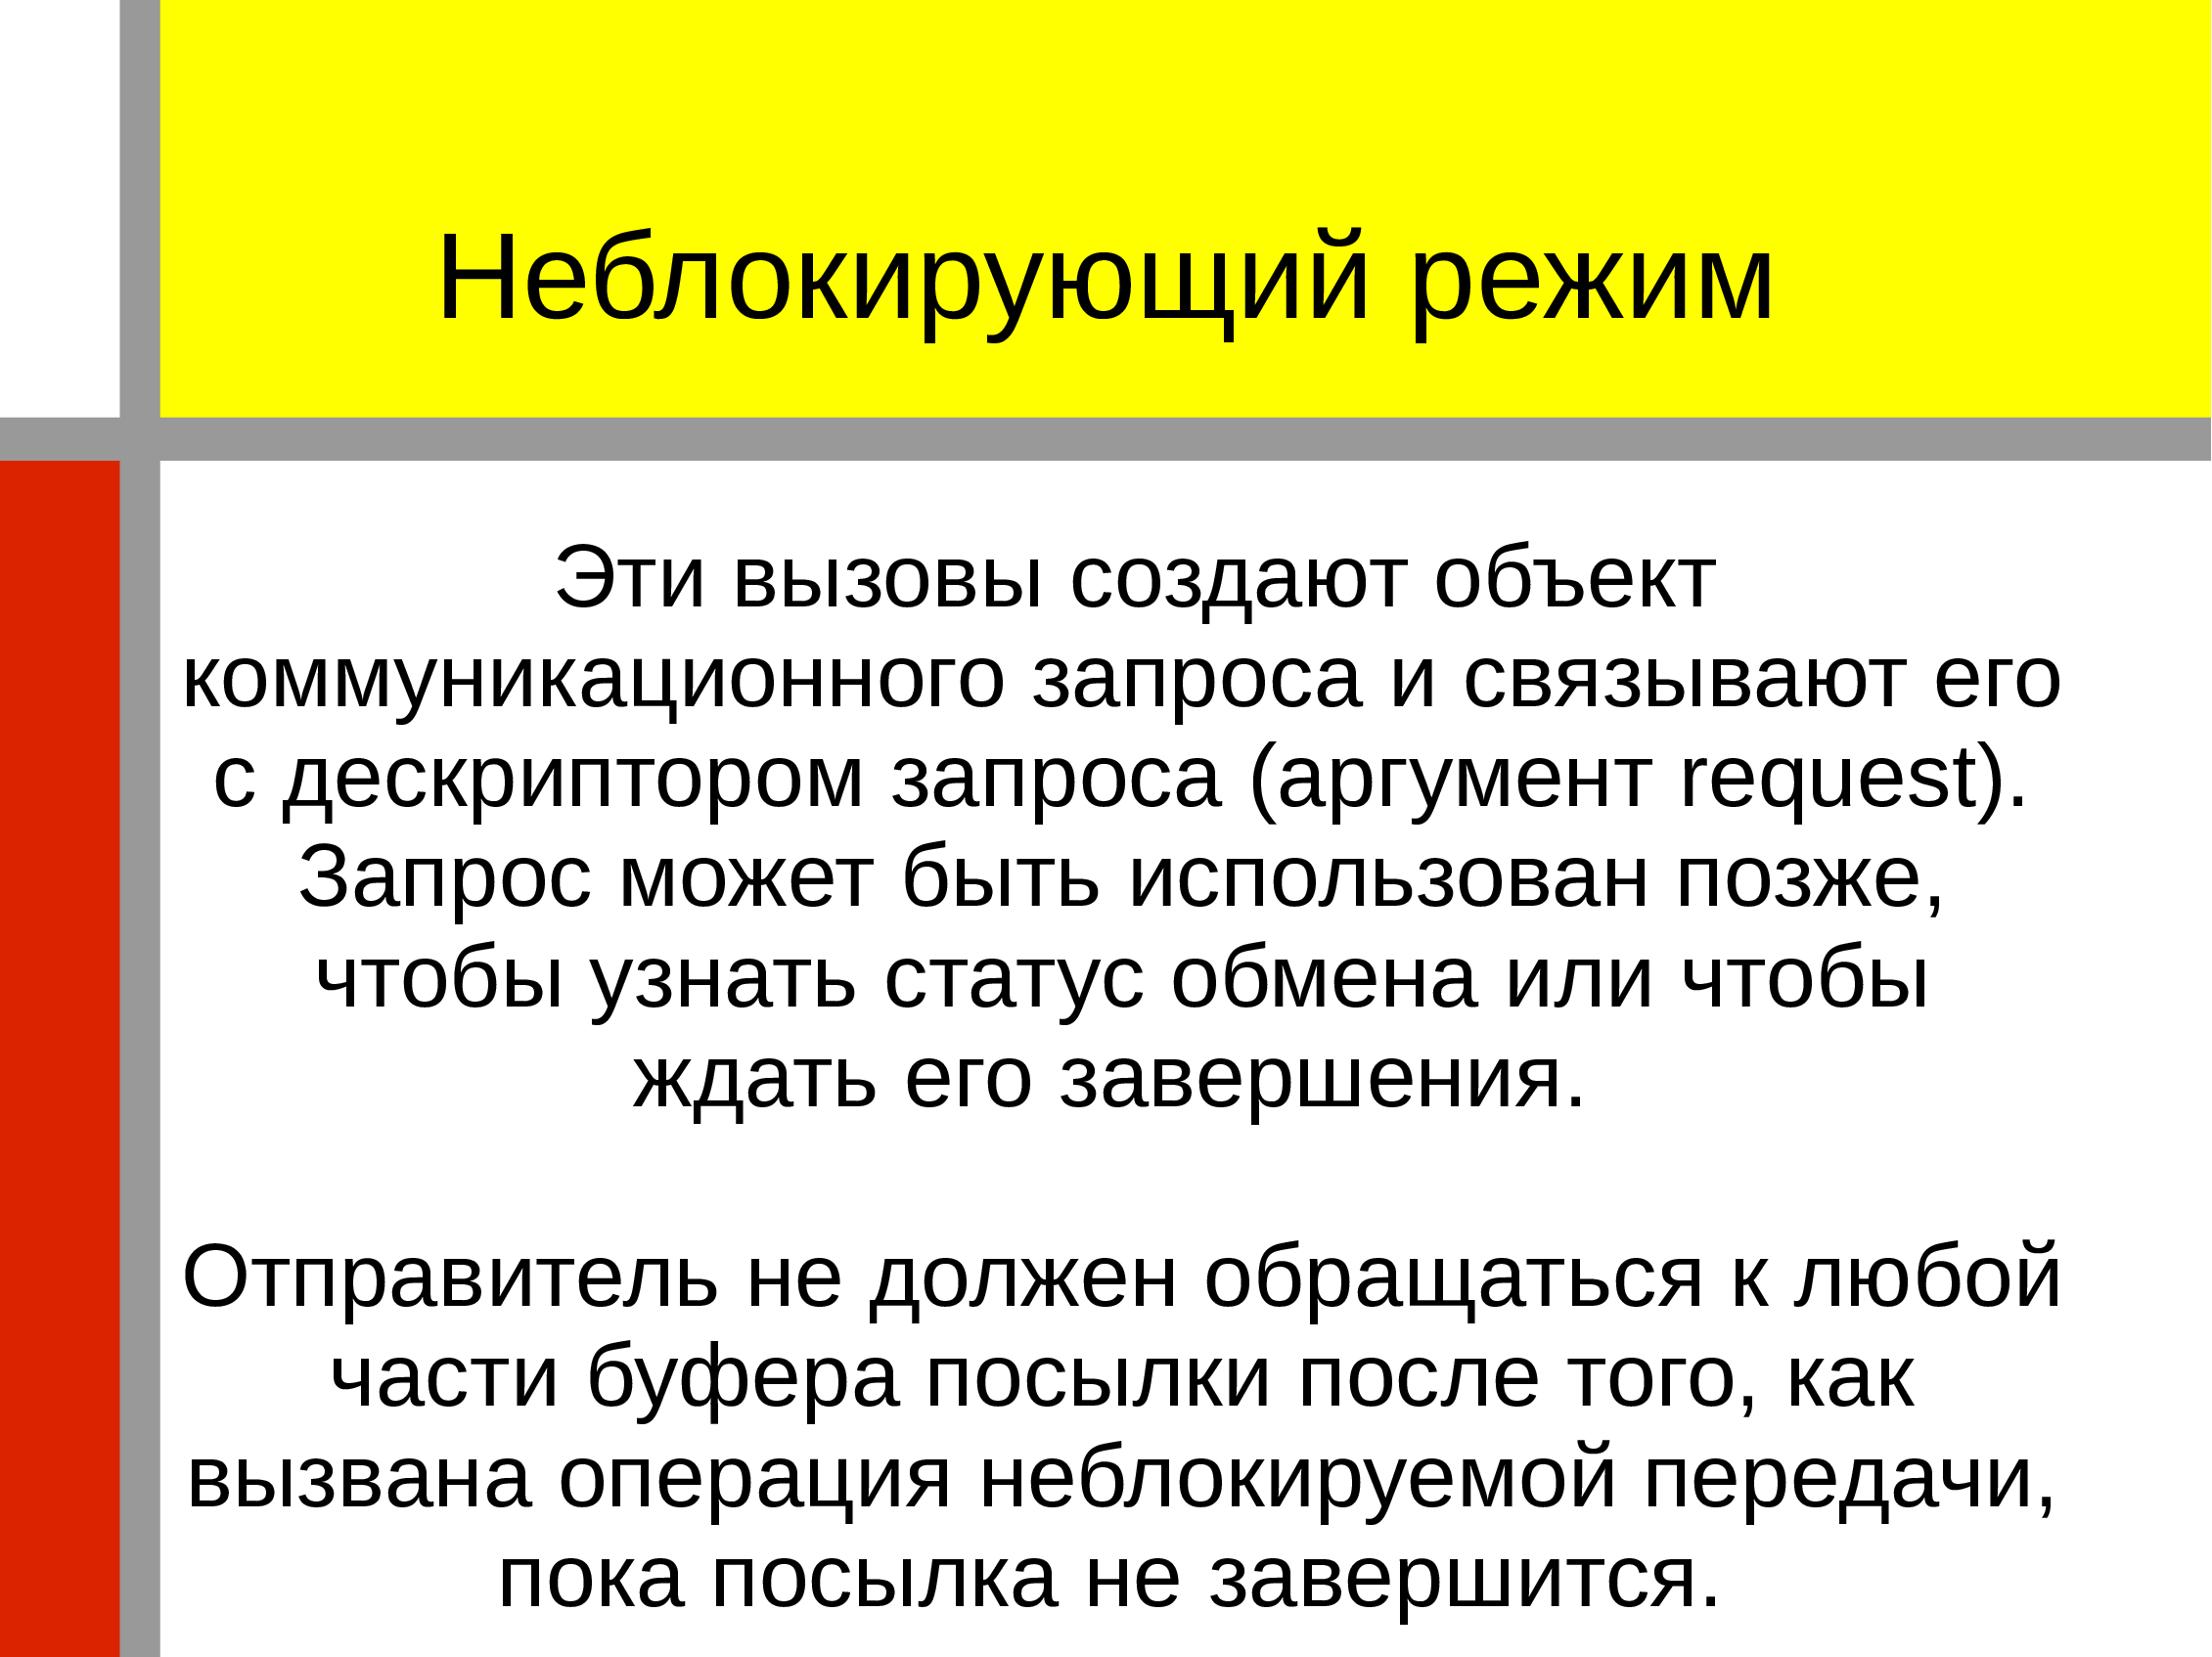 Неблокирующий режим
Эти вызовы создают объект
коммуникационного запроса и связывают его
с дескриптором запроса (аргумент request).
Запрос может быть использован позже,
чтобы узнать статус обмена или чтобы
ждать его завершения.
Отправитель не должен обращаться к любой
части буфера посылки после того, как
вызвана операция неблокируемой передачи,
пока посылка не завершится.